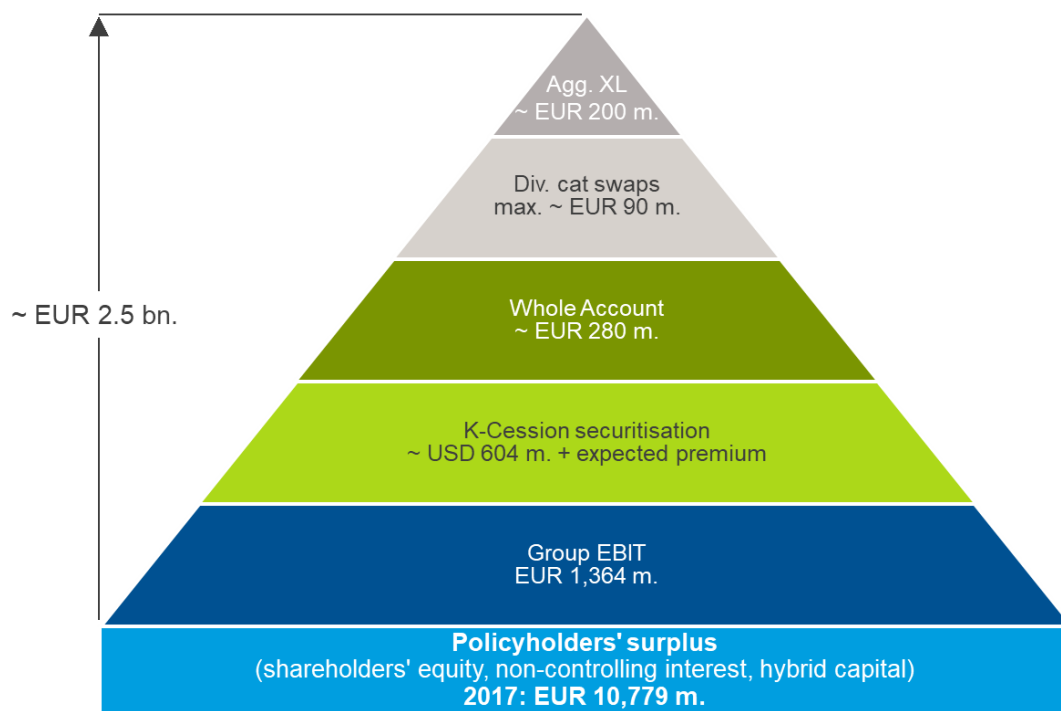 Agg. XL
~ EUR 200 m.
Div. cat swaps
max. ~ EUR 90 m.
~ EUR 2.5 bn.
Whole Account
~ EUR 280 m.
K-Cession securitisation
~ USD 604 m. + expected premium
Group EBIT
EUR 1,364 m.
Policyholders' surplus
(shareholders' equity, non-controlling interest, hybrid capital)
2017: EUR 10,779 m.